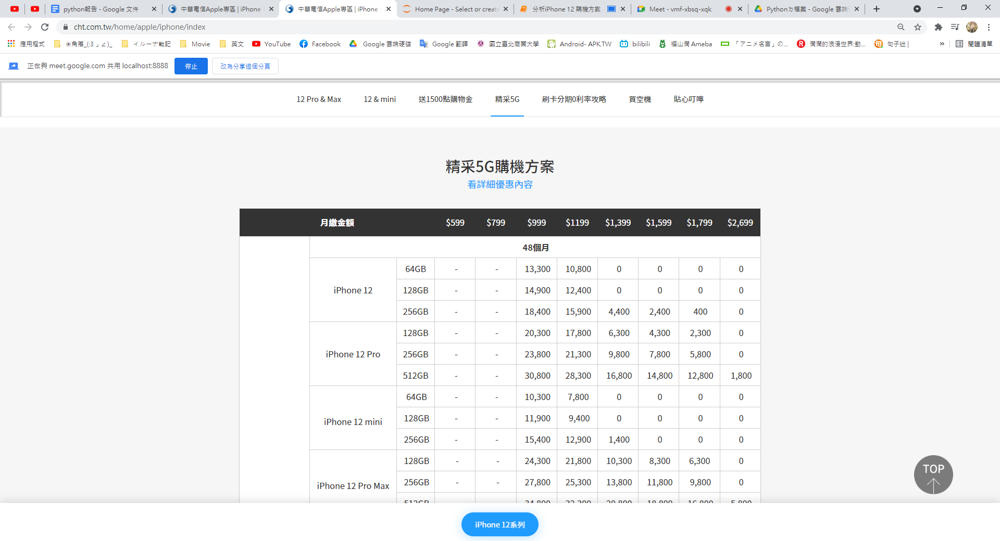 python報告 - Google 文件
中華電信Apple專區 | iPhone
中華電信Apple專區 | iPhone
Home Page - Select or create
分析iPhone 12 購機方案 -
Meet - vmf-xbsq-xqk
Pythonㄉ檔案 - Google 雲端
cht.com.tw/home/apple/iphone/index
應用程式
❀角落_(:3 」∠)_
イルーナ戦記
Movie
英文
YouTube
Facebook
Google 雲端硬碟
Google 翻譯
國立臺北商業大學
Android- APK.TW
bilibili
福山潤 Ameba
「アニメ名言」の...
潤潤的浪漫世界:動...
句子迷 |
»
閱讀清單
正在與 meet.google.com 共用 localhost:8888
停止
改為分享這個分頁
12 Pro & Max
12 & mini
送1500點購物金
精采5G
刷卡分期0利率攻略
買空機
貼心叮嚀
精采5G購機方案
看詳細優惠內容
月繳金額 $599 $799 $999 $1199 $1,399 $1,599 $1,799 $2,699
48個月
iPhone 12
64GB - - 13,300 10,800 0 0 0 0
128GB - - 14,900 12,400 0 0 0 0
256GB - - 18,400 15,900 4,400 2,400 400 0
iPhone 12 Pro
128GB - - 20,300 17,800 6,300 4,300 2,300 0
256GB - - 23,800 21,300 9,800 7,800 5,800 0
512GB - - 30,800 28,300 16,800 14,800 12,800 1,800
iPhone 12 mini
64GB - - 10,300 7,800 0 0 0 0
128GB - - 11,900 9,400 0 0 0 0
256GB - - 15,400 12,900 1,400 0 0 0
iPhone 12 Pro Max
128GB - - 24,300 21,800 10,300 8,300 6,300 0
256GB - - 27,800 25,300 13,800 11,800 9,800 0
TOP
iPhone 12系列